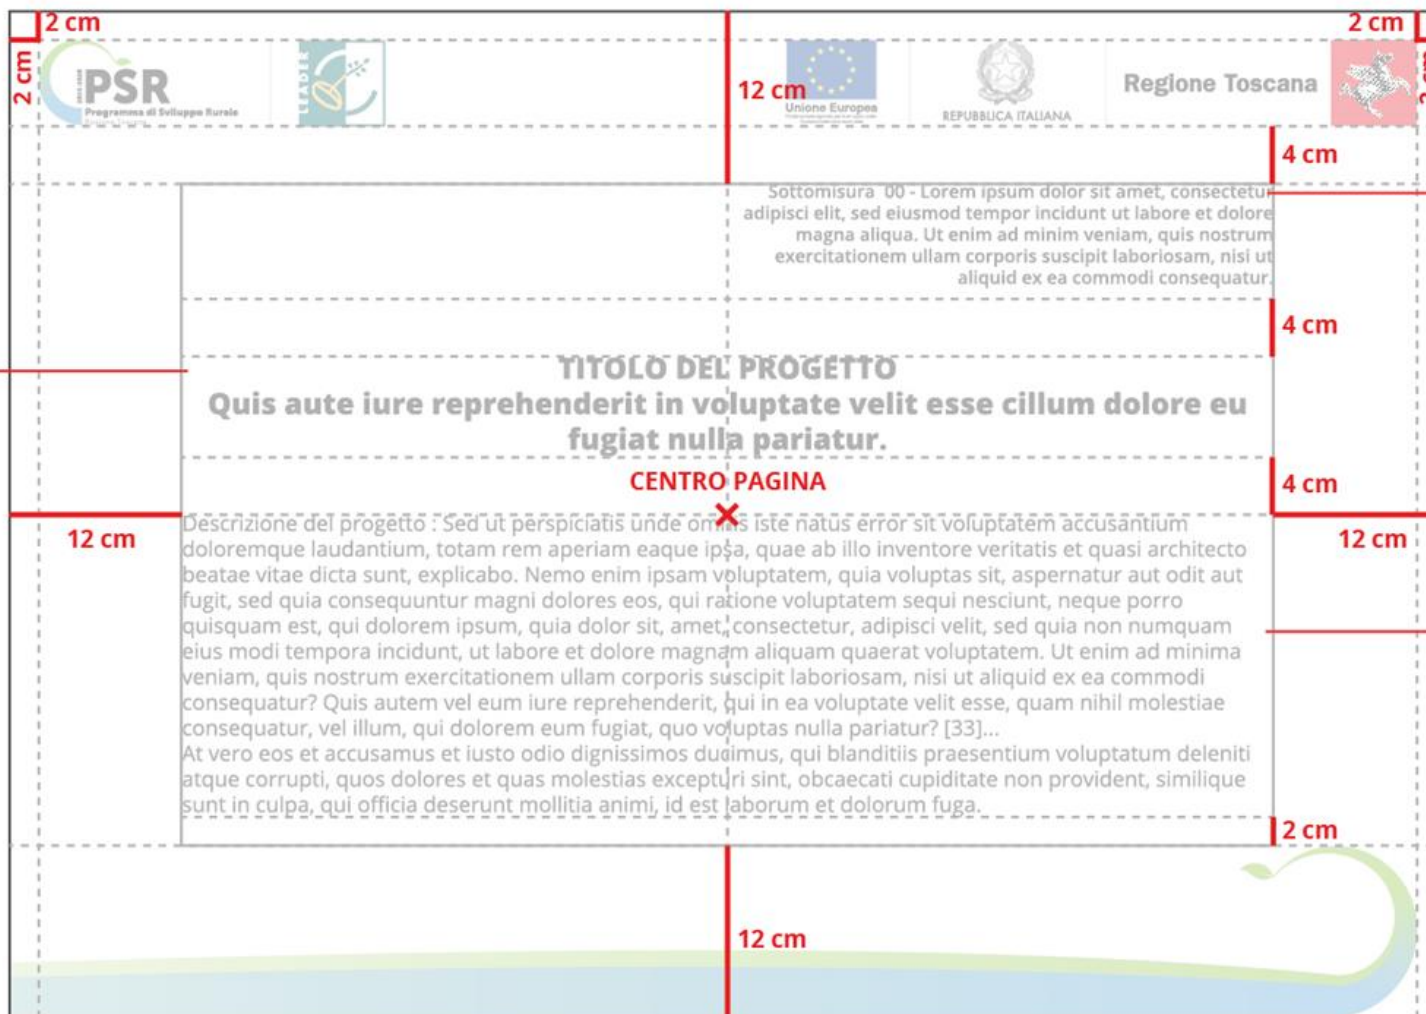 2 cm
2 cm
2 cm
PSR
Programma di Sviluppo Rurale
LEADER
12 cm
Unione Europea
REPUBBLICA ITALIANA
Regione Toscana
4 cm
Sottomisura 00 - Lorem ipsum dolor sit amet, consectetur
adipisci elit, sed eiusmod tempor incidunt ut labore et dolore
magna aliqua. Ut enim ad minim veniam, quis nostrum
exercitationem ullam corporis suscipit laboriosam, nisi ut
aliquid ex ea commodi consequatur.
4 cm
TITOLO DEL PROGETTO
Quis aute iure reprehenderit in voluptate velit esse cillum dolore eu
fugiat nulla pariatur.
CENTRO PAGINA
4 cm
12 cm
12 cm
Descrizione del progetto : Sed ut perspiciatis unde omnis iste natus error sit voluptatem accusantium
doloremque laudantium, totam rem aperiam eaque ipsa, quae ab illo inventore veritatis et quasi architecto
beatae vitae dicta sunt, explicabo. Nemo enim ipsam voluptatem, quia voluptas sit, aspernatur aut odit aut
fugit, sed quia consequuntur magni dolores eos, qui ratione voluptatem sequi nesciunt, neque porro
quisquam est, qui dolorem ipsum, quia dolor sit, amet, consectetur, adipisci velit, sed quia non numquam
eius modi tempora incidunt, ut labore et dolore magnam aliquam quaerat voluptatem. Ut enim ad minima
veniam, quis nostrum exercitationem ullam corporis suscipit laboriosam, nisi ut aliquid ex ea commodi
consequatur? Quis autem vel eum iure reprehenderit, qui in ea voluptate velit esse, quam nihil molestiae
consequatur, vel illum, qui dolorem eum fugiat, quo voluptas nulla pariatur? [33]...
At vero eos et accusamus et iusto odio dignissimos ducimus, qui blanditiis praesentium voluptatum deleniti
atque corrupti, quos dolores et quas molestias excepturi sint, obcaecati cupiditate non provident, similique
sunt in culpa, qui officia deserunt mollitia animi, id est laborum et dolorum fuga.
2 cm
12 cm